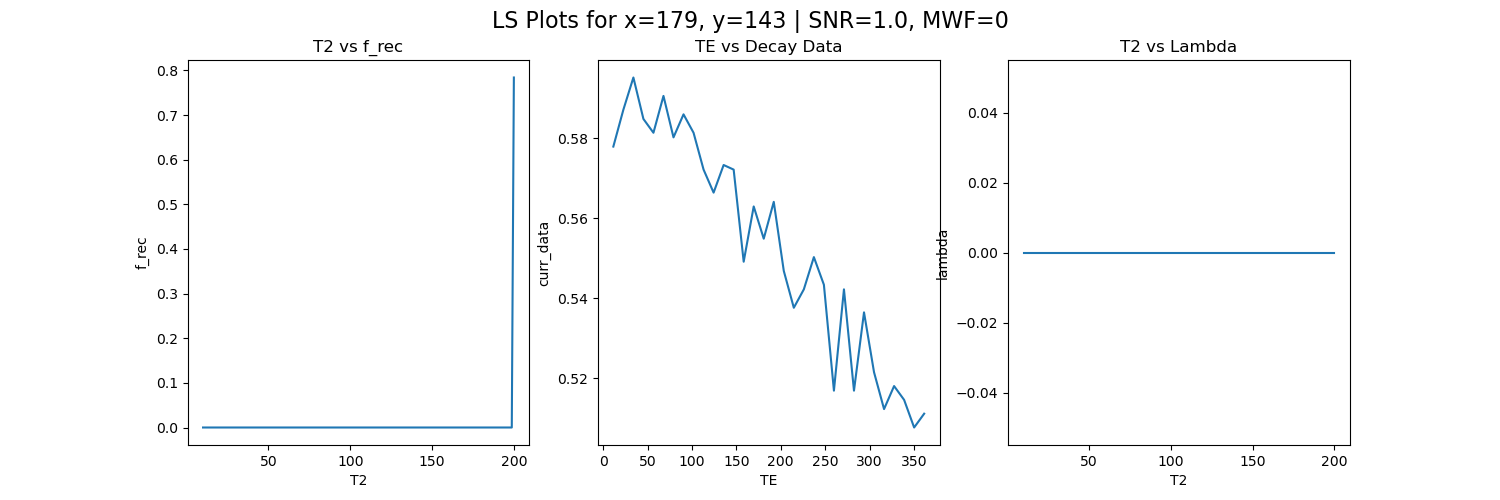 LS Plots for x=179, y=143 | SNR=1.0, MWF=0
T2 vs f_rec
0.8
0.7
0.6
0.5
0.4
0.3
0.2
0.1
0.0
f_rec
50 100 150 200
T2
TE vs Decay Data
0.58
0.56
0.54
0.52
curr_data
0 50 100 150 200 250 300 350
TE
T2 vs Lambda
0.04
0.02
0.00
−0.02
−0.04
lambda
50 100 150 200
T2